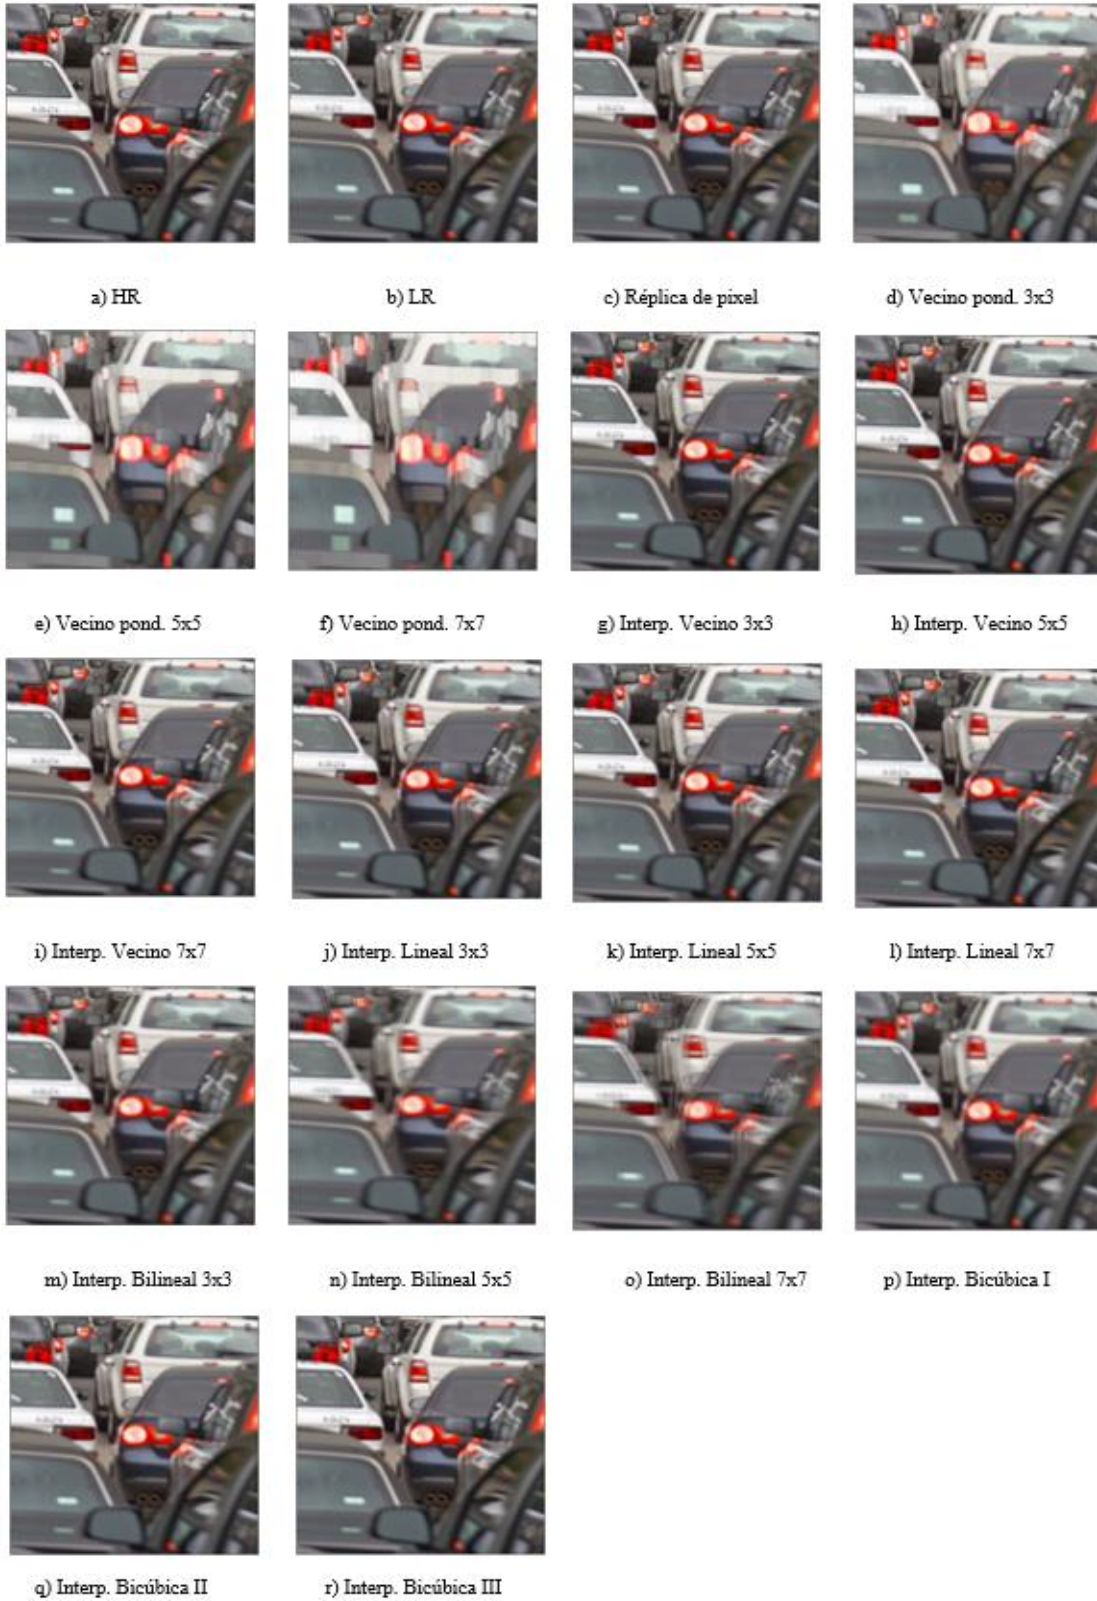 a) HR
b) LR
c) Réplica de pixel
d) Vecino pond. 3x3
e) Vecino pond. 5x5
f) Vecino pond. 7x7
g) Interp. Vecino 3x3
h) Interp. Vecino 5x5
i) Interp. Vecino 7x7
j) Interp. Lineal 3x3
k) Interp. Lineal 5x5
l) Interp. Lineal 7x7
m) Interp. Bilineal 3x3
n) Interp. Bilineal 5x5
o) Interp. Bilineal 7x7
p) Interp. Bicúbica I
q) Interp. Bicúbica II
r) Interp. Bicúbica III